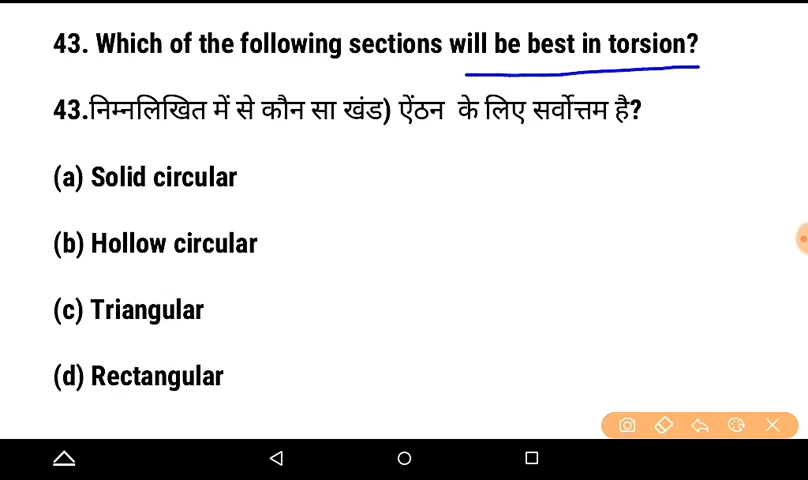 43. Which of the following sections will be best in torsion?
43.निम्नलिखित में से कौन सा खंड) ऐंठन के लिए सर्वोत्तम है?
(a) Solid circular
(b) Hollow circular
(c) Triangular
(d) Rectangular